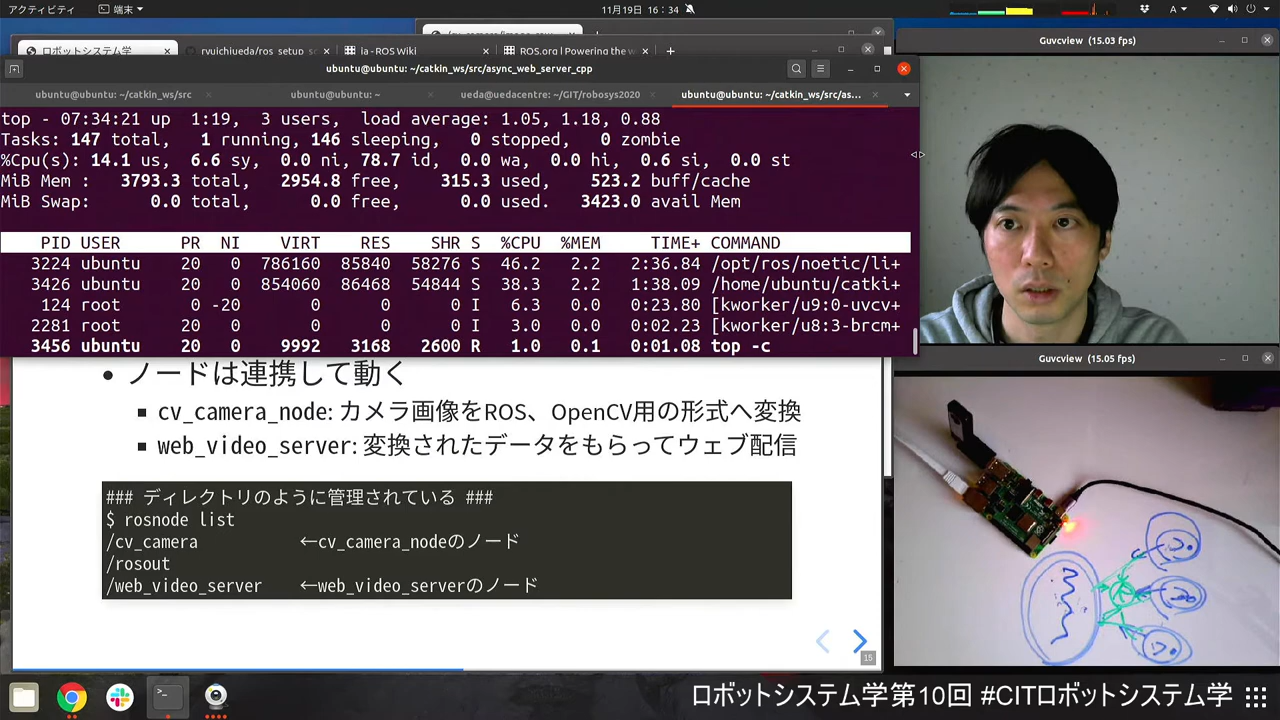 アクティビティ
端末
11月19日 16：34
A
Guvcview (15.03 fps)
ロボットシステム学
ryuichiueda/ros_setup_sc
ja - ROS Wiki
ROS.org | Powering the w
ubuntu@ubuntu: ~/catkin_ws/src/async_web_server_cpp
ubuntu@ubuntu: ~/catkin_ws/src
ubuntu@ubuntu: ~
ueda@uedacentre: ~/GIT/robosys2020
ubuntu@ubuntu: ~/catkin_ws/src/as...
top - 07:34:21 up 1:19, 3 users, load average: 1.05, 1.18, 0.88
Tasks: 147 total, 1 running, 146 sleeping, 0 stopped, 0 zombie
%Cpu(s): 14.1 us, 6.6 sy, 0.0 ni, 78.7 id, 0.0 wa, 0.0 hi, 0.6 si, 0.0 st
MiB Mem : 3793.3 total, 2954.8 free, 315.3 used, 523.2 buff/cache
MiB Swap: 0.0 total, 0.0 free, 0.0 used. 3423.0 avail Mem
PID USER PR NI VIRT RES SHR S %CPU %MEM TIME+ COMMAND
3224 ubuntu 20 0 786160 85840 58276 S 46.2 2.2 2:36.84 /opt/ros/noetic/li+
3426 ubuntu 20 0 854060 86468 54844 S 38.3 2.2 1:38.09 /home/ubuntu/catki+
124 root 0 -20 0 0 0 I 6.3 0.0 0:23.80 [kworker/u9:0-uvcv+
2281 root 20 0 0 0 0 I 3.0 0.0 0:02.23 [kworker/u8:3-brcm+
3456 ubuntu 20 0 9992 3168 2600 R 1.0 0.1 0:01.08 top -c
Guvcview (15.05 fps)
• ノードは連携して動く
▪ cv_camera_node: カメラ画像をROS、OpenCV用の形式へ変換
▪ web_video_server: 変換されたデータをもらってウェブ配信
### ディレクトリのように管理されている ###
$ rosnode list
/cv_camera ←cv_camera_nodeのノード
/rosout
/web_video_server ←web_video_serverのノード
15
ロボットシステム学第10回 #CITロボットシステム学